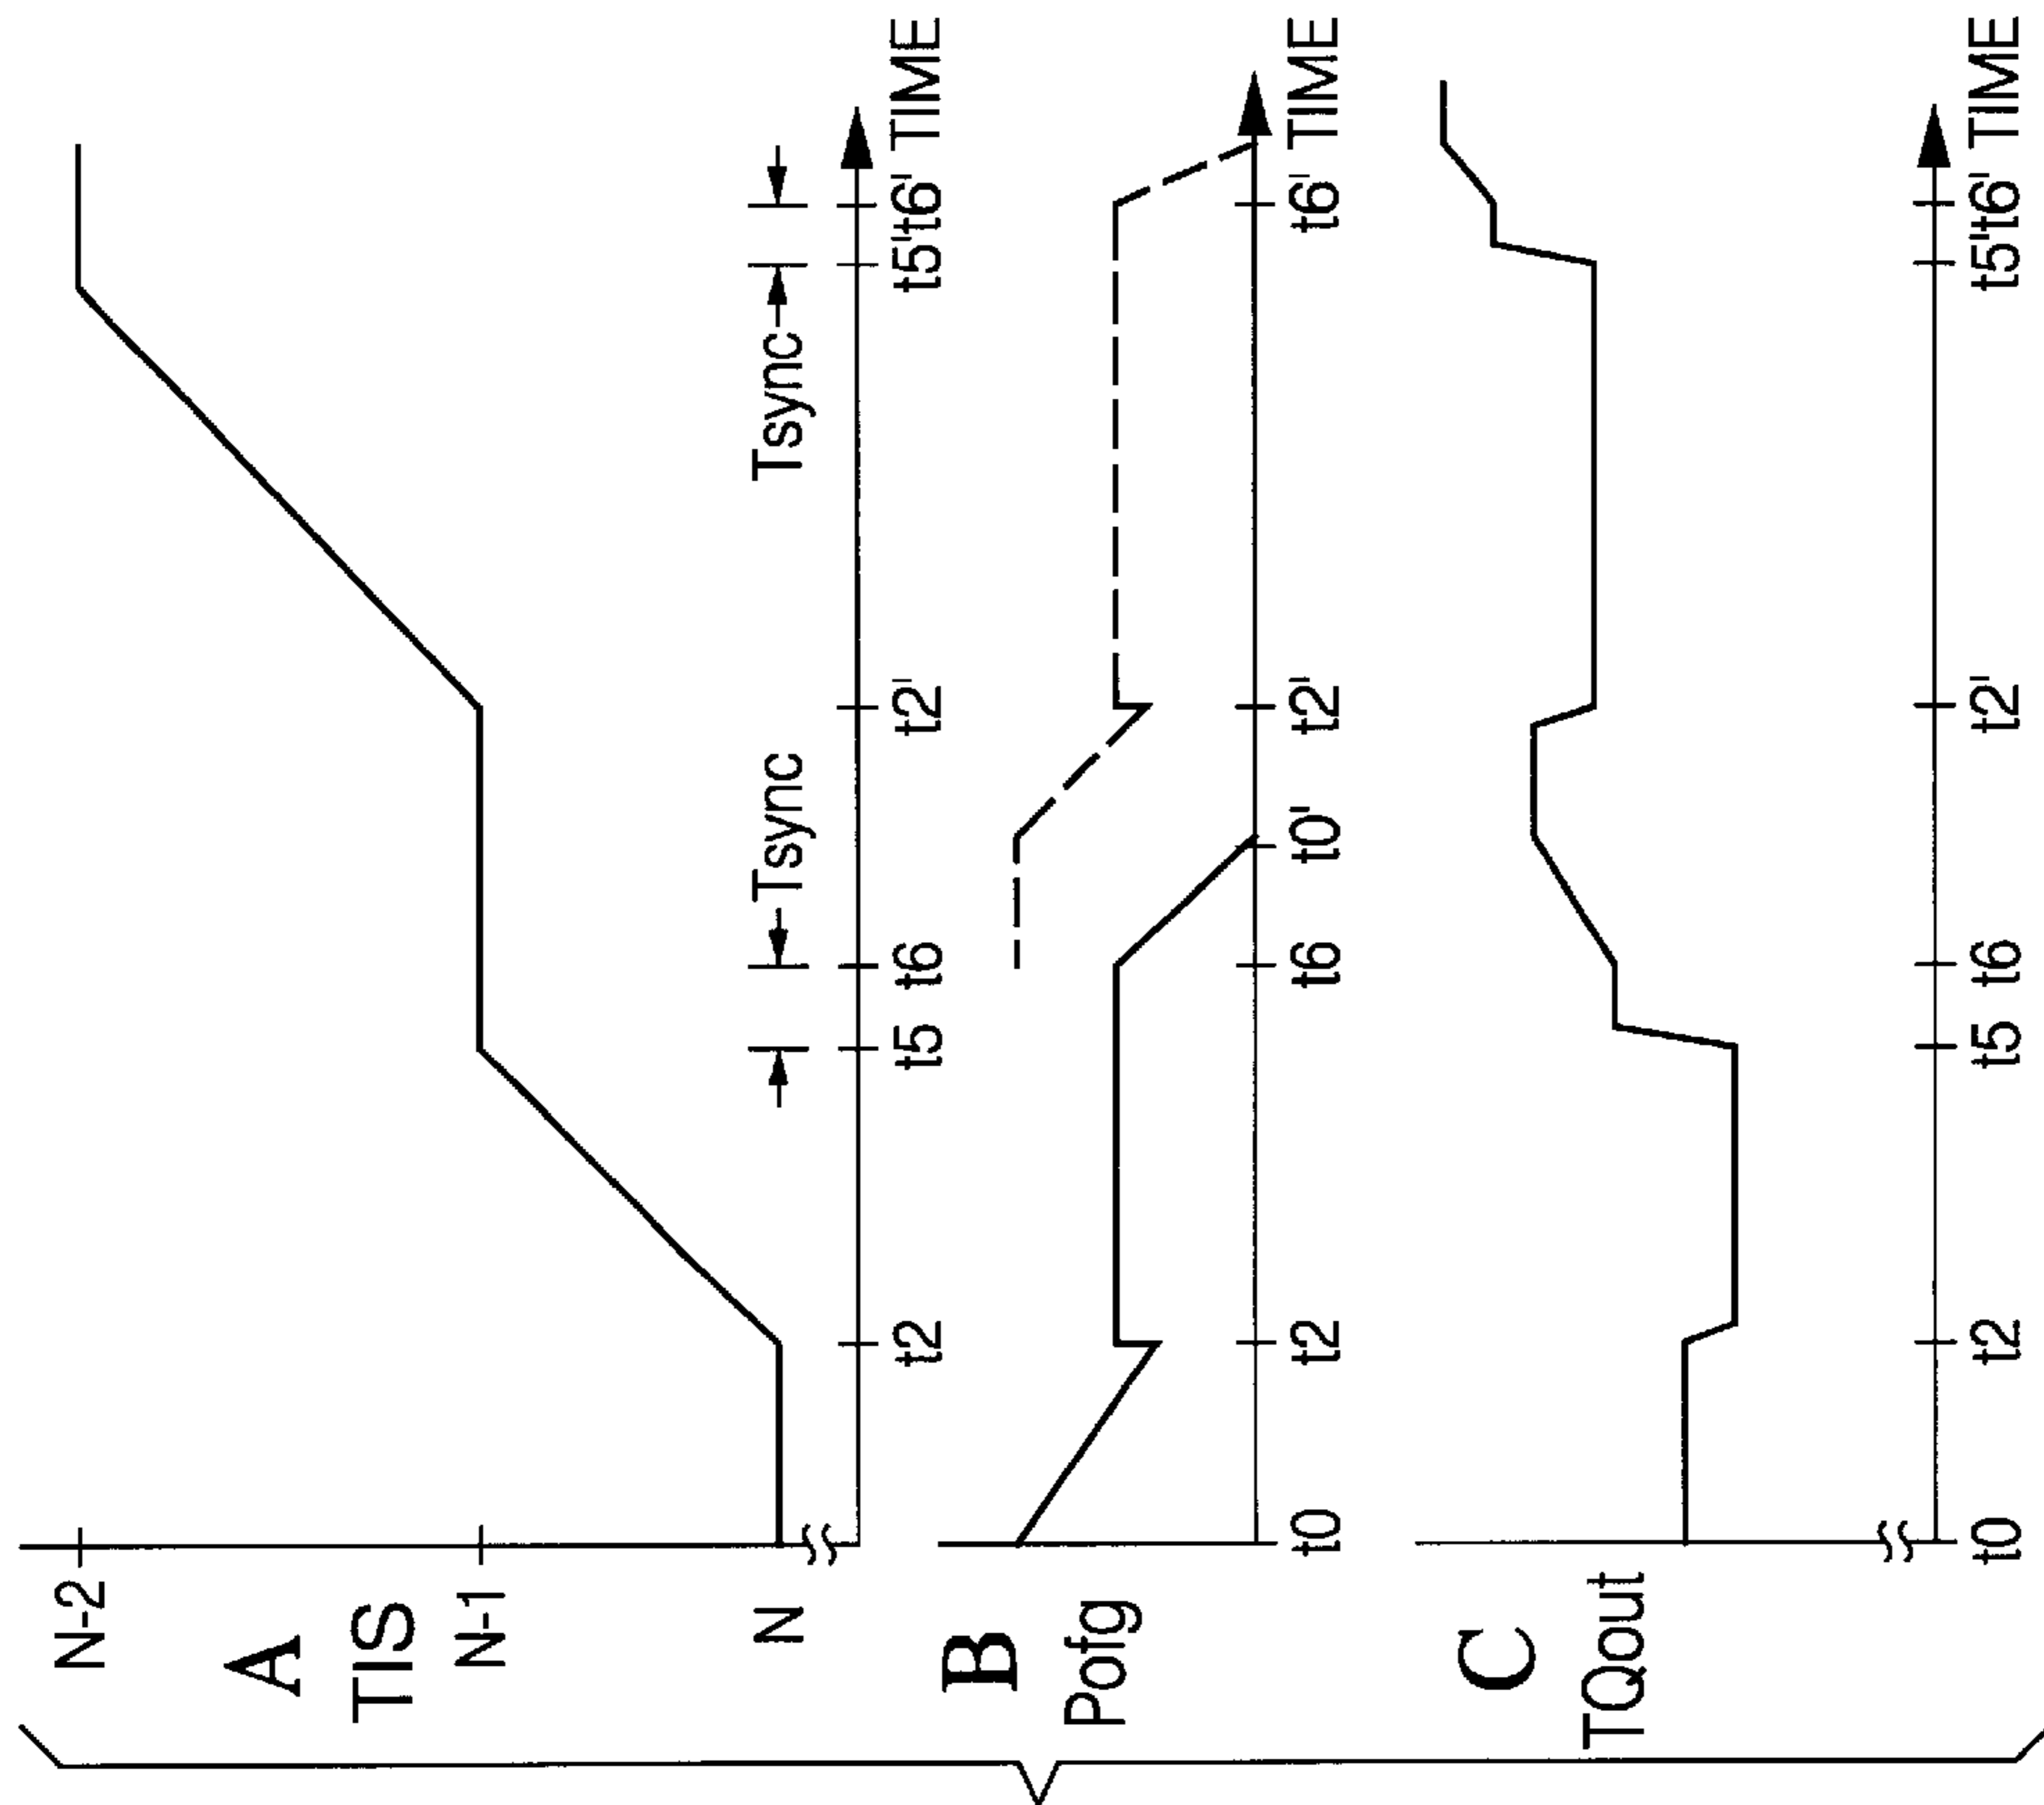 A
TIS
N-2
N-1
N
Tsync
Tsync
t2
t5
t6
t2'
t5'
t6'
TIME
B
Pofg
t0
t2
t6
t0'
t2'
t6'
TIME
C
TQout
t0
t2
t5
t6
t2'
t5'
t6'
TIME